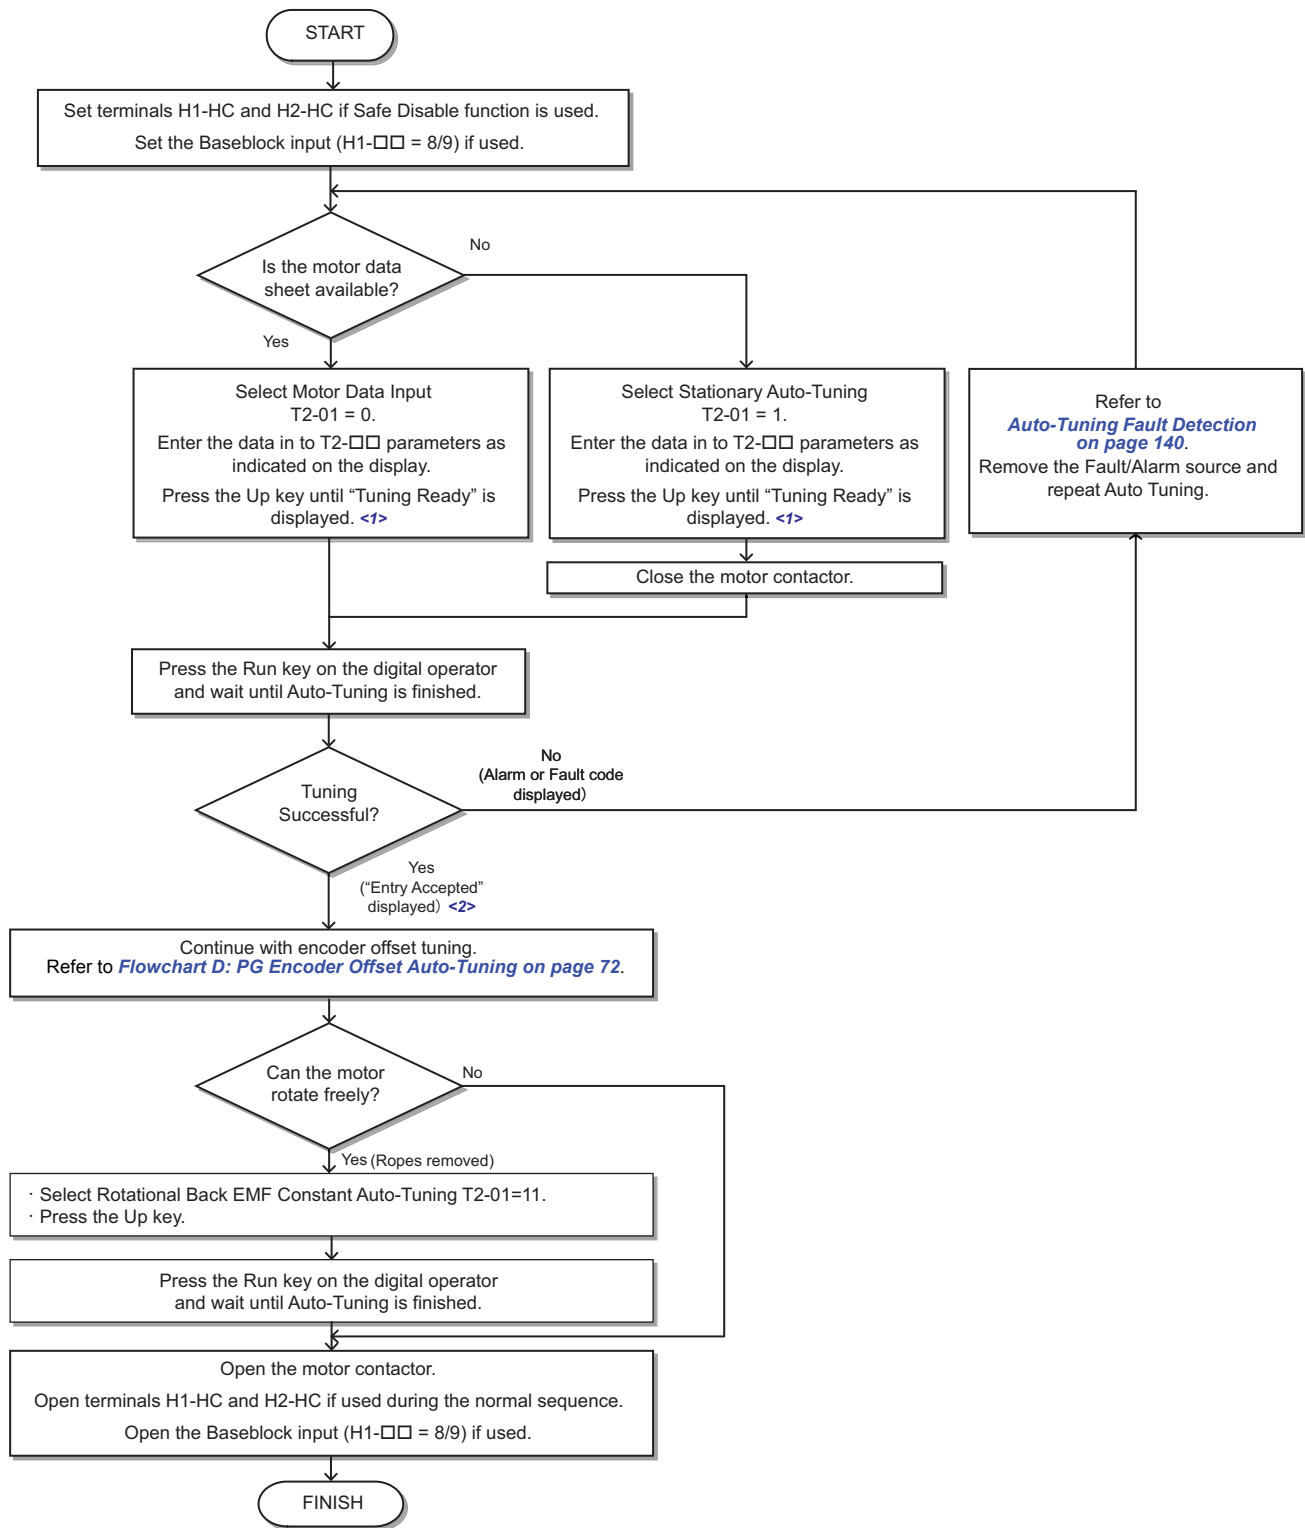 START
Set terminals H1-HC and H2-HC if Safe Disable function is used.
Set the Baseblock input (H1-□□ = 8/9) if used.
No
Is the motor data
sheet available?
Yes
Select Motor Data Input
T2-01 = 0.
Enter the data in to T2-□□ parameters as
indicated on the display.
Press the Up key until “Tuning Ready” is
displayed. <1>
Select Stationary Auto-Tuning
T2-01 = 1.
Enter the data in to T2-□□ parameters as
indicated on the display.
Press the Up key until “Tuning Ready” is
displayed. <1>
Refer to
Auto-Tuning Fault Detection
on page 140.
Remove the Fault/Alarm source and
repeat Auto Tuning.
Close the motor contactor.
Press the Run key on the digital operator
and wait until Auto-Tuning is finished.
No
(Alarm or Fault code
displayed)
Tuning
Successful?
Yes
(“Entry Accepted”
displayed) <2>
Continue with encoder offset tuning.
Refer to Flowchart D: PG Encoder Offset Auto-Tuning on page 72.
Can the motor
rotate freely?
No
Yes (Ropes removed)
· Select Rotational Back EMF Constant Auto-Tuning T2-01=11.
· Press the Up key.
Press the Run key on the digital operator
and wait until Auto-Tuning is finished.
Open the motor contactor.
Open terminals H1-HC and H2-HC if used during the normal sequence.
Open the Baseblock input (H1-□□ = 8/9) if used.
FINISH